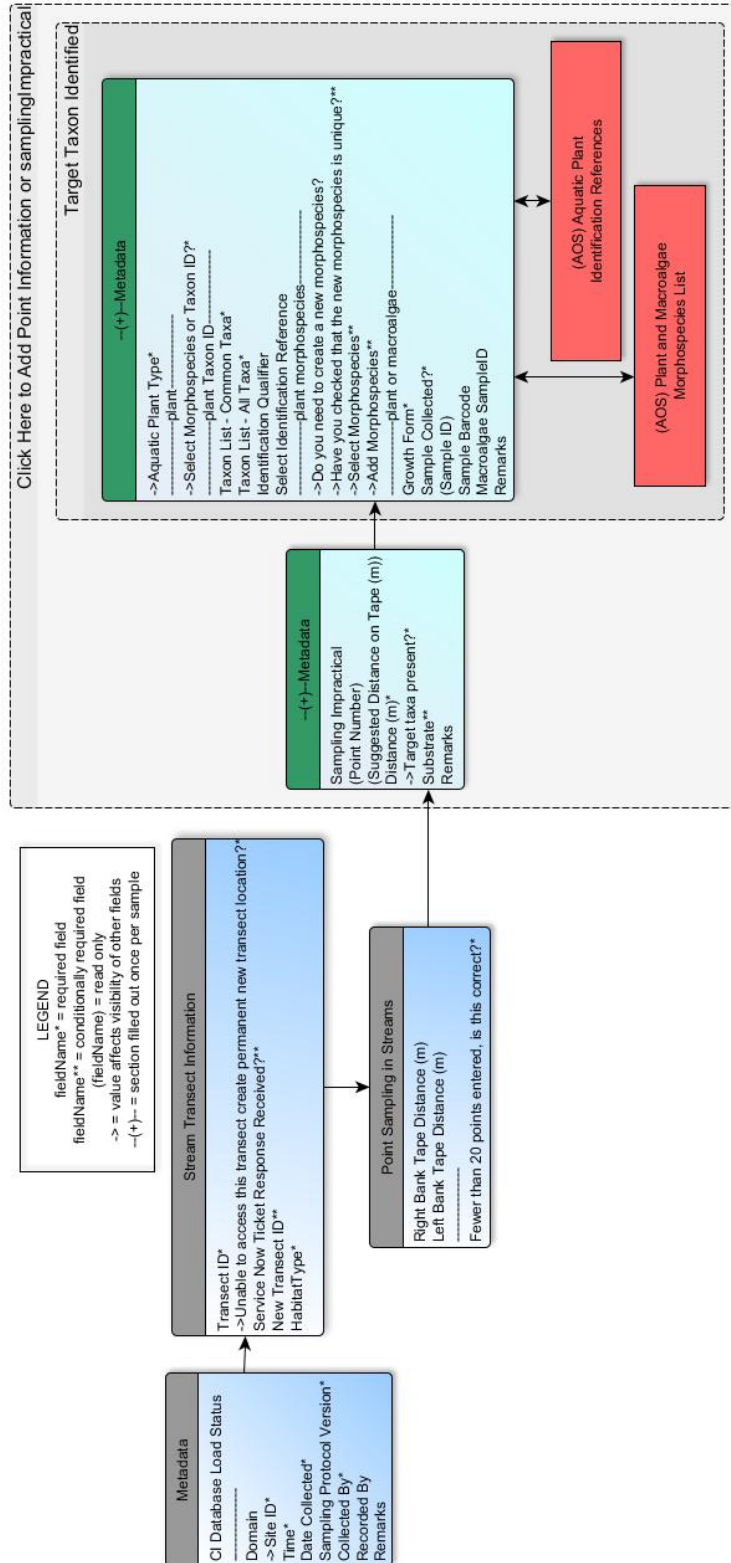 Click Here to Add Point Information or samplingImpractical
Target Taxon Identified
LEGEND
fieldName* = required field
fieldName** = conditionally required field
(fieldName) = read only
-> = value affects visibility of other fields
--(+)-- = section filled out once per sample
Metadata
CI Database Load Status
--------------------
Domain
->Site ID*
Time*
Date Collected*
Sampling Protocol Version*
Collected By*
Recorded By
Remarks
Stream Transect Information
Transect ID*
->Unable to access this transect create permanent new transect location?*
Service Now Ticket Response Received?**
New Transect ID**
HabitatType*
Point Sampling in Streams
Right Bank Tape Distance (m)
Left Bank Tape Distance (m)
--------------------
Fewer than 20 points entered, is this correct?*
--(+)--Metadata
Sampling Impractical
(Point Number)
(Suggested Distance on Tape (m))
Distance (m)*
->Target taxa present?*
Substrate**
Remarks
--(+)--Metadata
->Aquatic Plant Type*
----------plant---------------
->Select Morphospecies or Taxon ID?*
----------plant Taxon ID---------------
Taxon List - Common Taxa*
Taxon List - All Taxa*
Identification Qualifier
Select Identification Reference
----------plant morphospecies---------------
->Do you need to create a new morphospecies?
->Have you checked that the new morphospecies is unique?**
->Select Morphospecies**
->Add Morphospecies**
----------plant or macroalgae---------------
Growth Form*
Sample Collected?*
(Sample ID)
Sample Barcode
Macroalgae SampleID
Remarks
(AOS) Aquatic Plant
Identification References
(AOS) Plant and Macroalgae
Morphospecies List